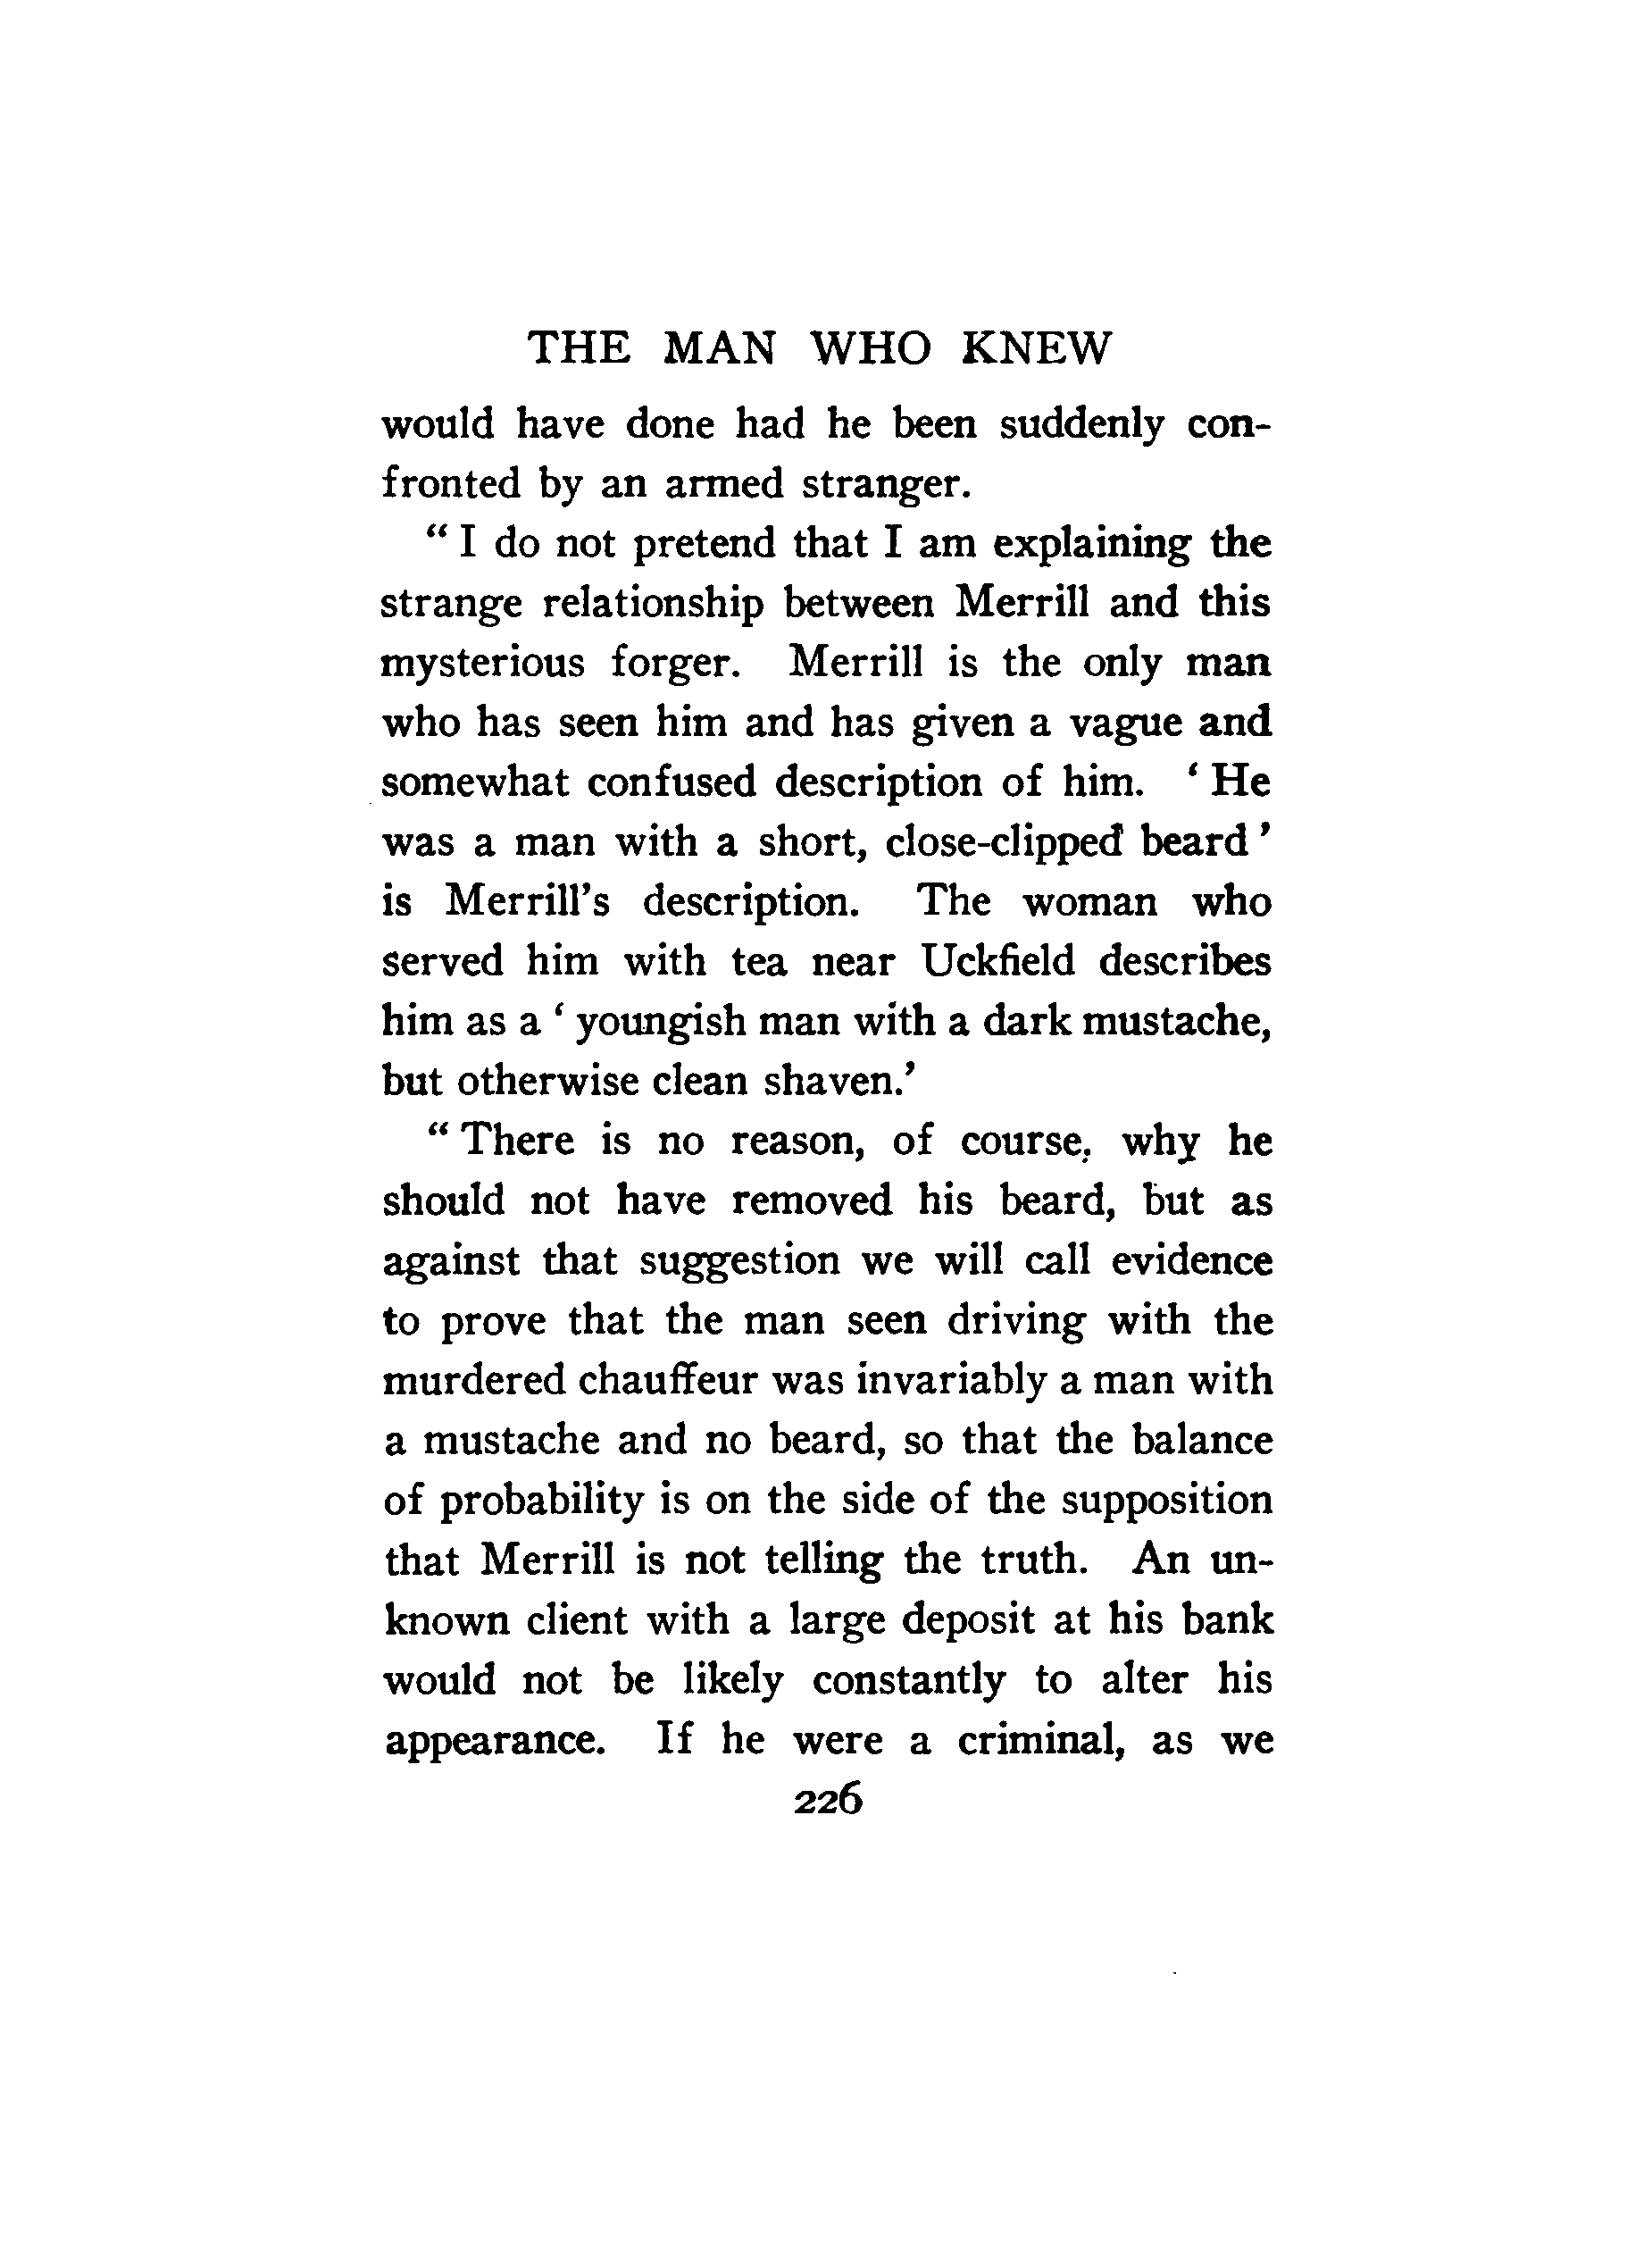 THE MAN WHO KNEW
would have done had he been suddenly con-
fronted by an armed stranger.
“ I do not pretend that I am explaining the
strange relationship between Merrill and this
mysterious forger. Merrill is the only man
who has seen him and has given a vague and
somewhat confused description of him. ‘ He
was a man with a short, close-clipped beard ’
is Merrill’s description. The woman who
served him with tea near Uckfield describes
him as a ‘ youngish man with a dark mustache,
but otherwise clean shaven.’
“ There is no reason, of course, why he
should not have removed his beard, but as
against that suggestion we will call evidence
to prove that the man seen driving with the
murdered chauffeur was invariably a man with
a mustache and no beard, so that the balance
of probability is on the side of the supposition
that Merrill is not telling the truth. An un-
known client with a large deposit at his bank
would not be likely constantly to alter his
appearance. If he were a criminal, as we
226